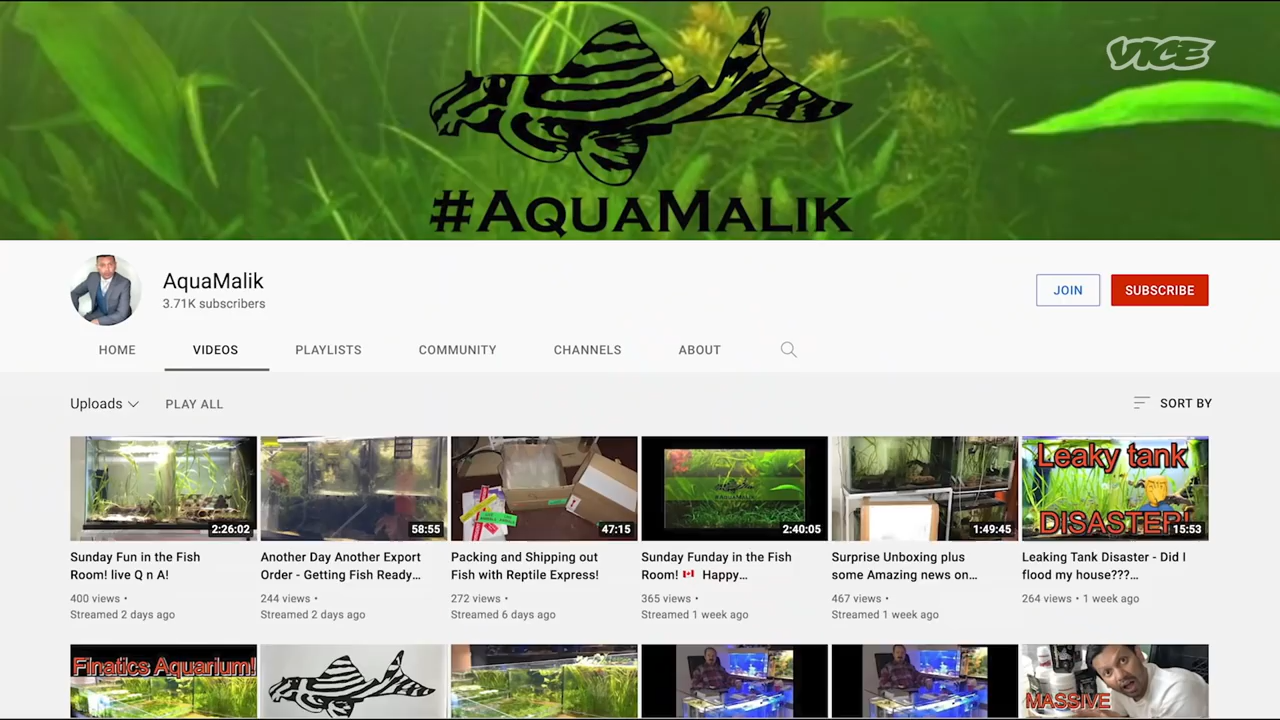 VICE
#AQUAMALIK
AquaMalik
3.71K subscribers
JOIN
SUBSCRIBE
HOME
VIDEOS
PLAYLISTS
COMMUNITY
CHANNELS
ABOUT
Uploads
PLAY ALL
SORT BY
2:26:02
Sunday Fun in the Fish
Room! live Q n A!
400 views •
Streamed 2 days ago
58:55
Another Day Another Export
Order - Getting Fish Ready...
244 views •
Streamed 2 days ago
47:15
Packing and Shipping out
Fish with Reptile Express!
272 views •
Streamed 6 days ago
#AQUAMALIK
2:40:05
Sunday Funday in the Fish
Room! 🇨🇦 Happy...
365 views •
Streamed 1 week ago
1:49:45
Surprise Unboxing plus
some Amazing news on...
467 views •
Streamed 1 week ago
Leaky tank
DISASTER!
15:53
Leaking Tank Disaster - Did I
flood my house???...
264 views • 1 week ago
Finatics Aquarium!
MASSIVE